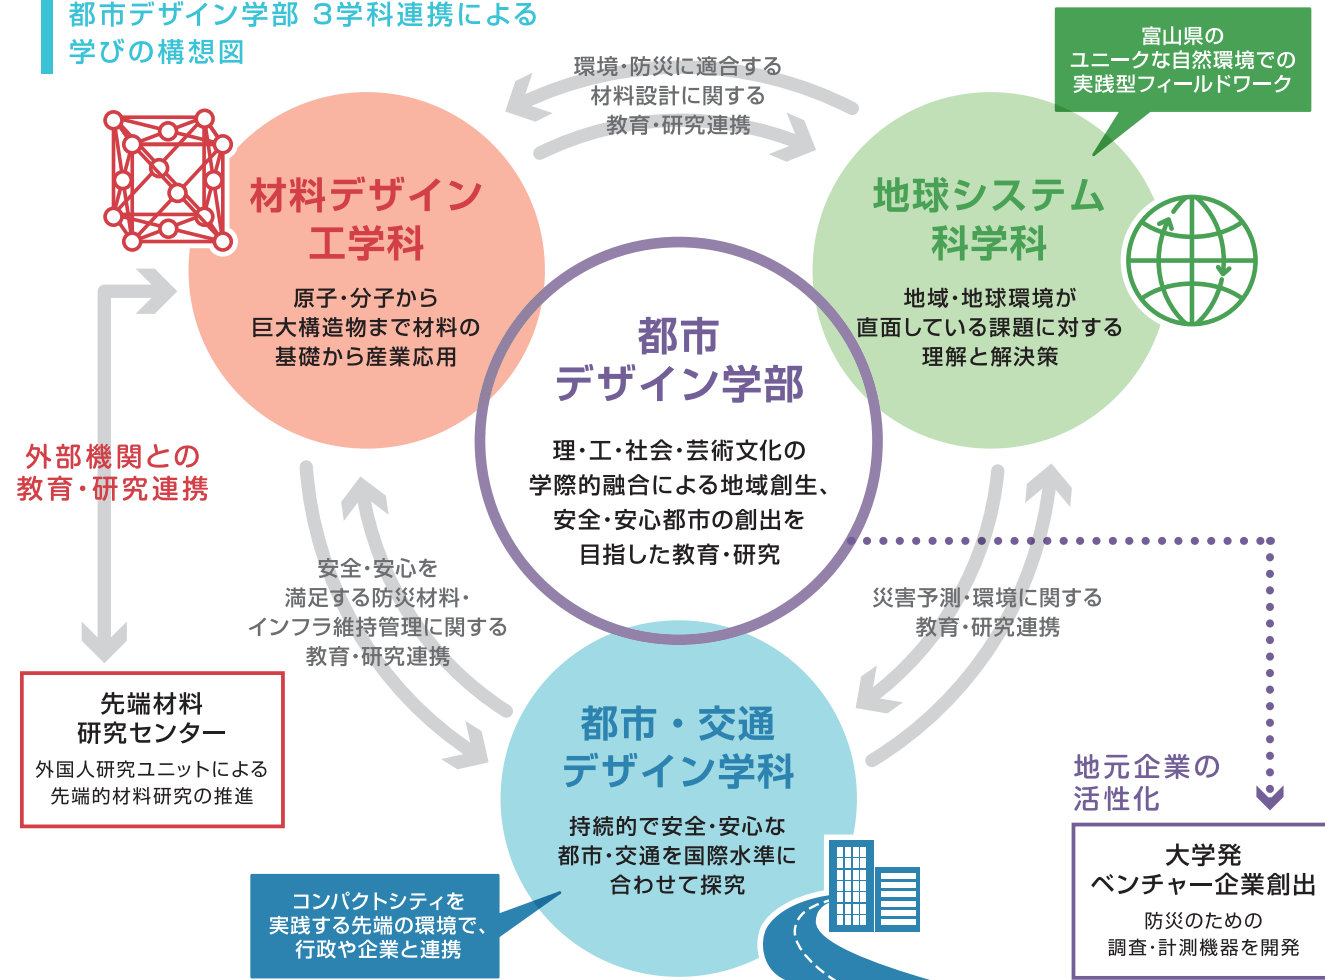 都市デザイン学部 3学科連携による
学びの構想図
富山県の
ユニークな自然環境での
実践型フィールドワーク
環境・防災に適合する
材料設計に関する
教育・研究連携
材料デザイン
工学科
原子・分子から
巨大構造物まで材料の
基礎から産業応用
地球システム
科学科
地域・地球環境が
直面している課題に対する
理解と解決策
都市
デザイン学部
理・工・社会・芸術文化の
学際的融合による地域創生、
安全・安心都市の創出を
目指した教育・研究
外部機関との
教育・研究連携
安全・安心を
満足する防災材料・
インフラ維持管理に関する
教育・研究連携
災害予測・環境に関する
教育・研究連携
先端材料
研究センター
外国人研究ユニットによる
先端的材料研究の推進
都市・交通
デザイン学科
持続的で安全・安心な
都市・交通を国際水準に
合わせて探究
コンパクトシティを
実践する先端の環境で、
行政や企業と連携
地元企業の
活性化
大学発
ベンチャー企業創出
防災のための
調査・計測機器を開発